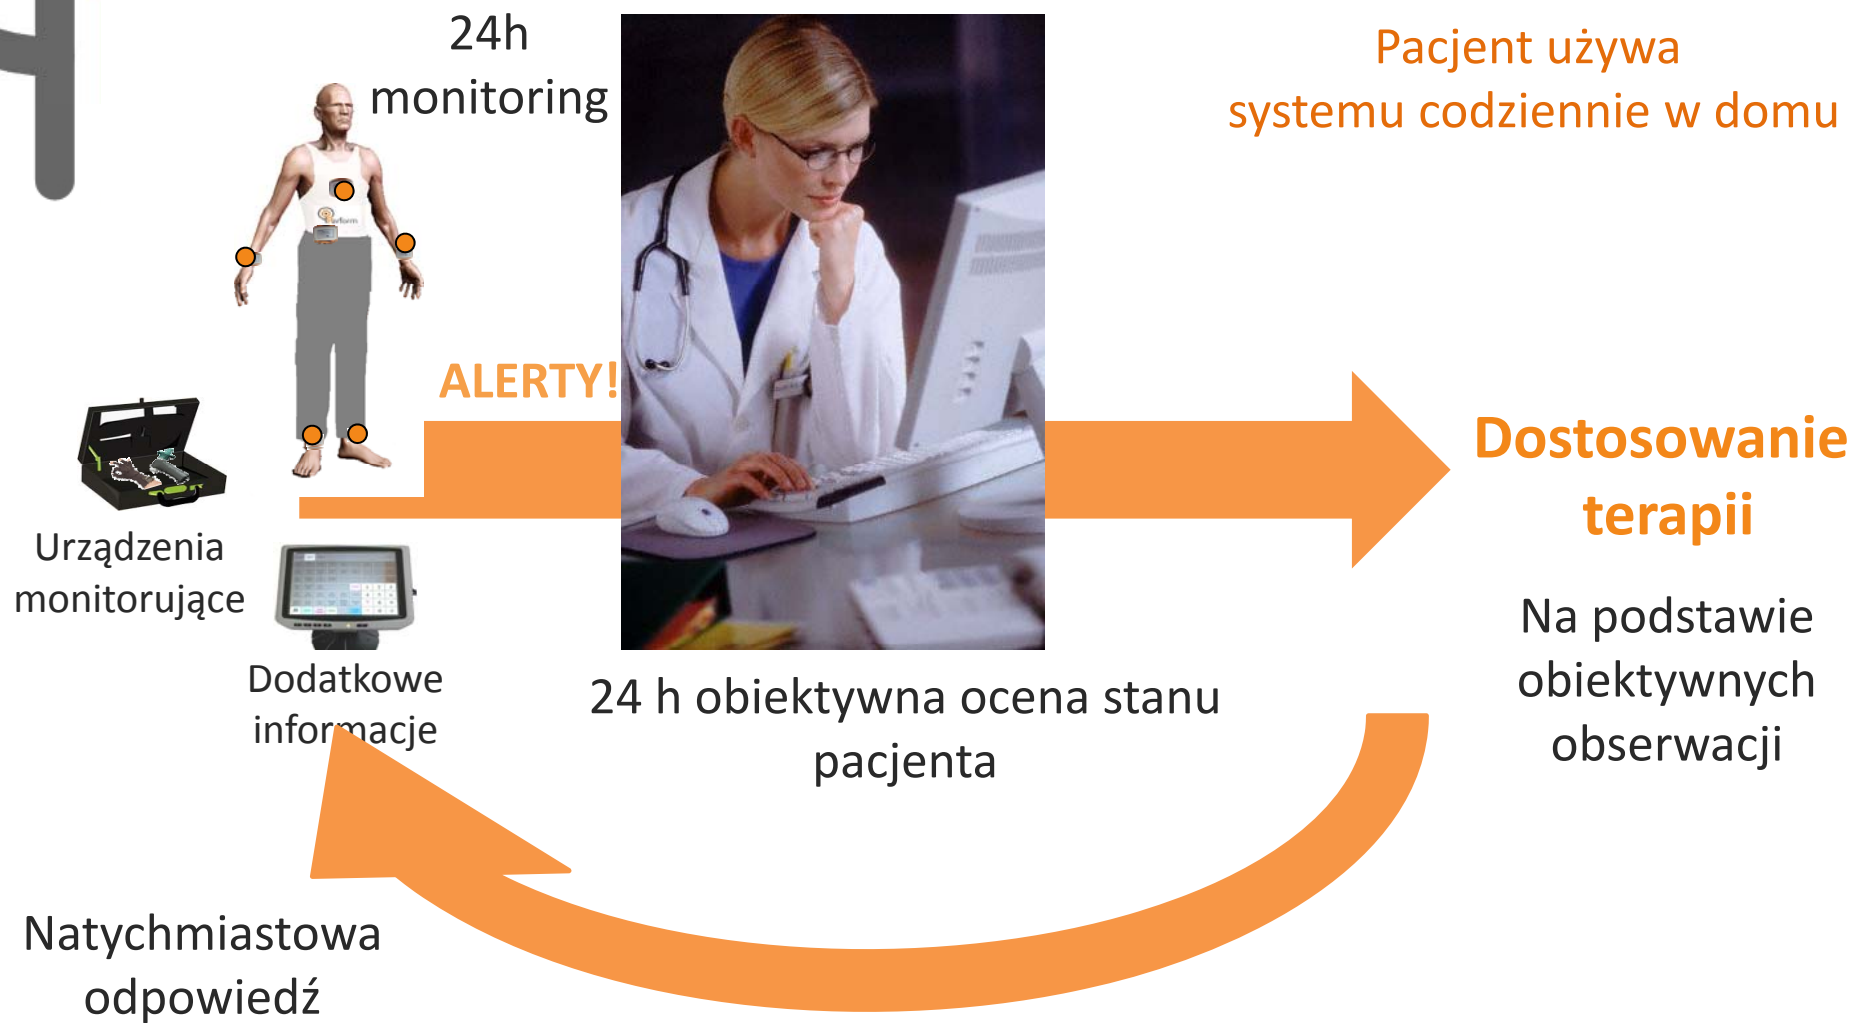 24h
monitoring
Pacjent używa
systemu codziennie w domu
ALERTY!
Urządzenia
monitorujące
Dodatkowe
informacje
24 h obiektywna ocena stanu
pacjenta
Dostosowanie
terapii
Na podstawie
obiektywnych
obserwacji
Natychmiastowa
odpowiedź